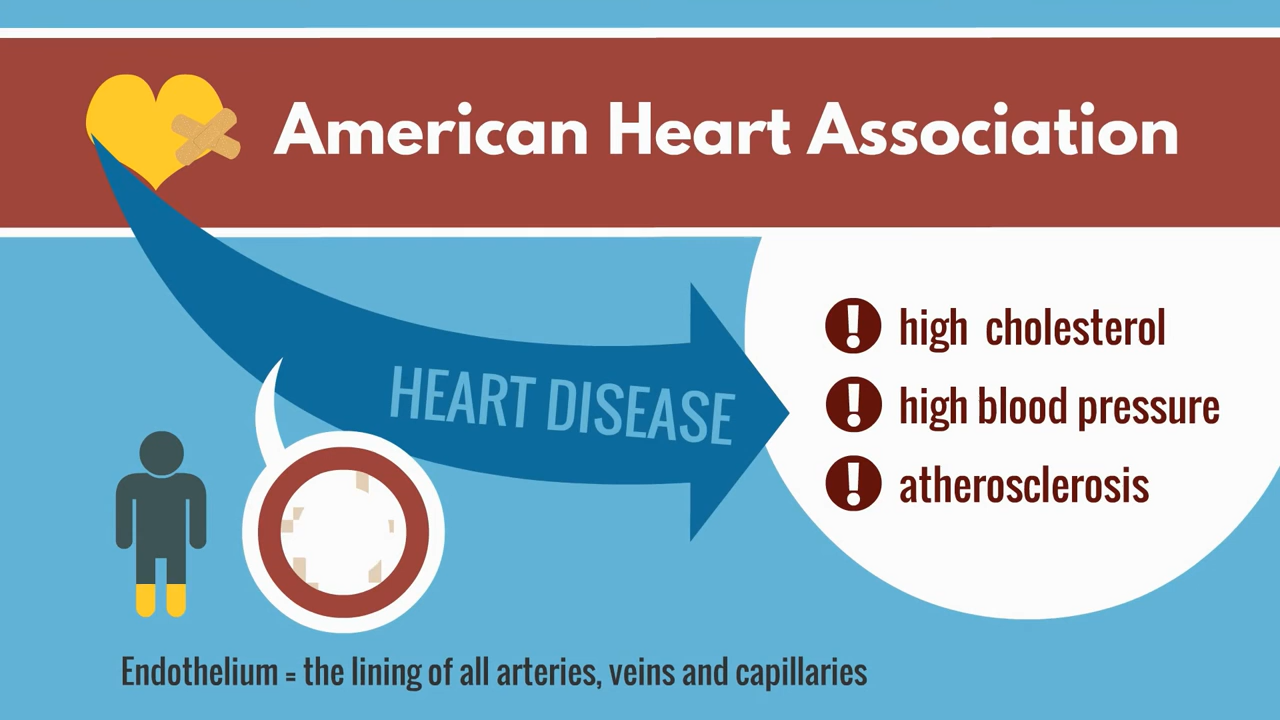 American Heart Association
HEART DISEASE
high cholesterol
high blood pressure
atherosclerosis
Endothelium = the lining of all arteries, veins and capillaries